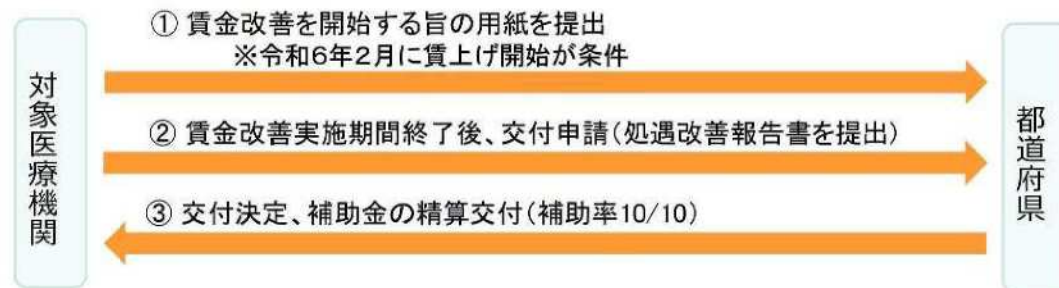 対象医療機関
① 賃金改善を開始する旨の用紙を提出
※令和6年2月に賃上げ開始が条件
② 賃金改善実施期間終了後、交付申請(処遇改善報告書を提出)
③ 交付決定、補助金の精算交付(補助率10/10)
都道府県